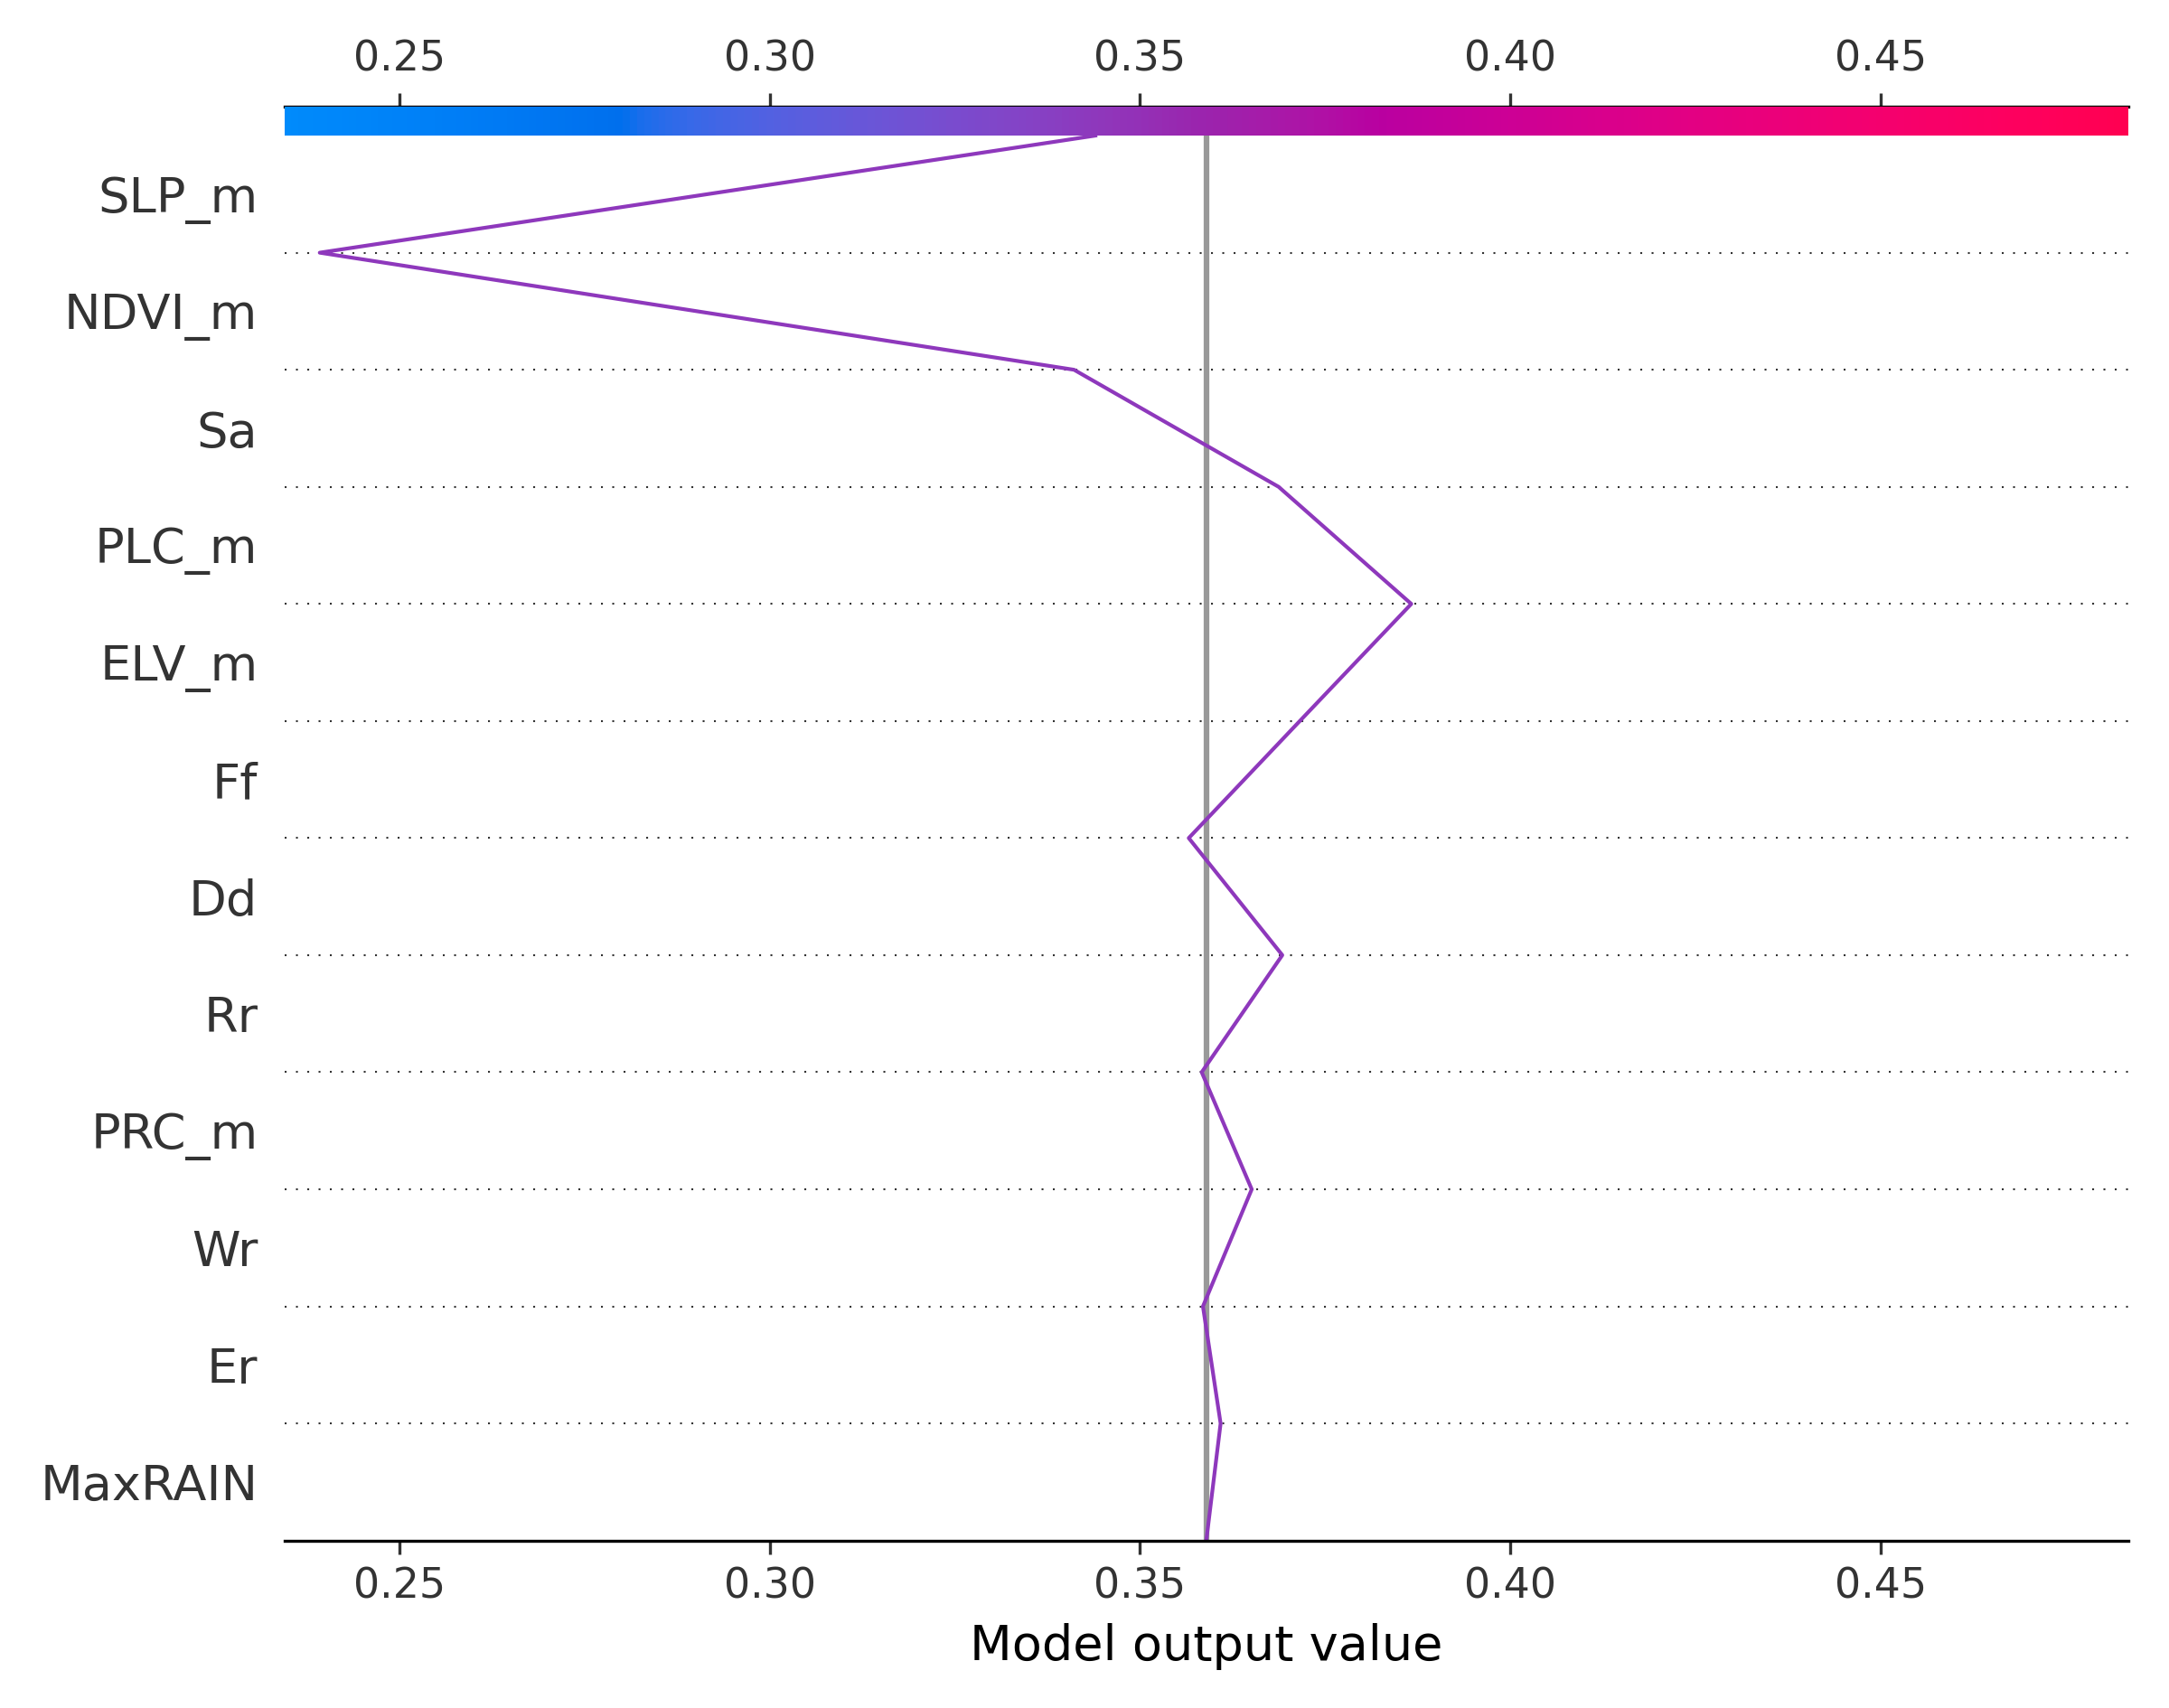 0.25 0.30 0.35 0.40 0.45
SLP_m
NDVI_m
Sa
PLC_m
ELV_m
Ff
Dd
Rr
PRC_m
Wr
Er
MaxRAIN
0.25 0.30 0.35 0.40 0.45
Model output value